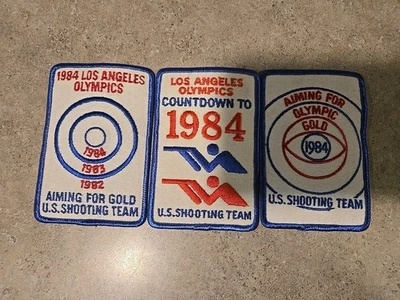 1984 LOS ANGELES
OLYMPICS
1984
1983
1982
AIMING FOR GOLD
U.S. SHOOTING TEAM
LOS ANGELES
OLYMPICS
COUNTDOWN TO
1984
U.S. SHOOTING TEAM
AIMING FOR
OLYMPIC
GOLD
1984
U.S. SHOOTING TEAM